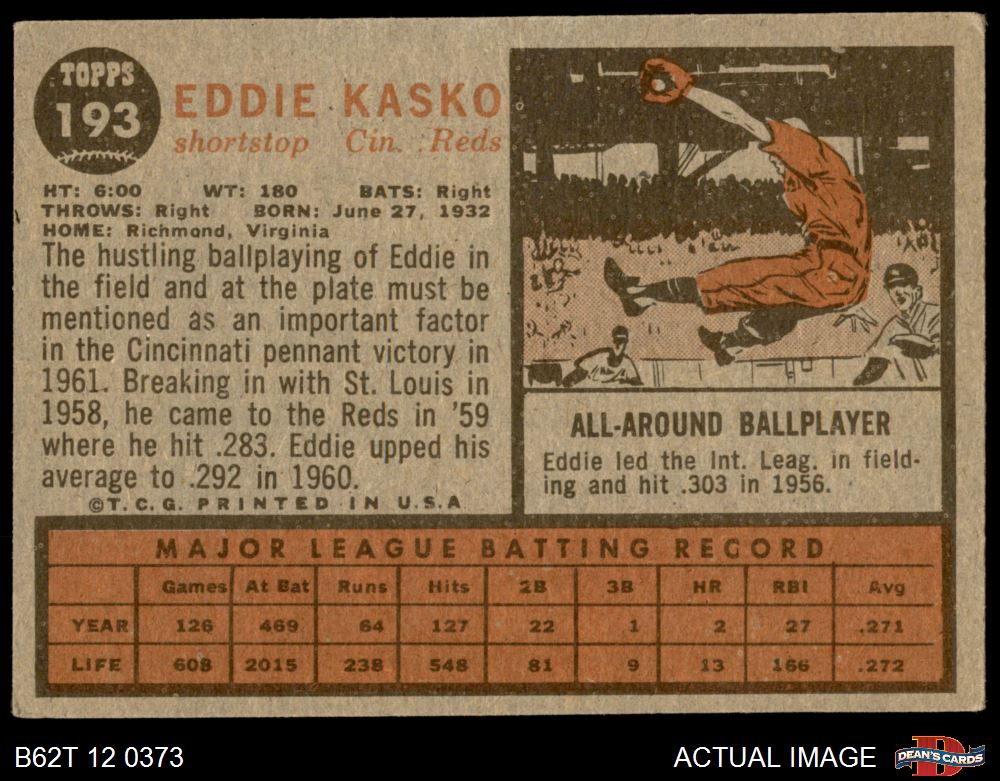 TOPPS
193
EDDIE KASKO
shortstop Cin. Reds
HT: 6:00 WT: 180 BATS: Right
THROWS: Right BORN: June 27, 1932
HOME: Richmond, Virginia
The hustling ballplaying of Eddie in
the field and at the plate must be
mentioned as an important factor
in the Cincinnati pennant victory in
1961. Breaking in with St. Louis in
1958, he came to the Reds in '59
where he hit .283. Eddie upped his
average to .292 in 1960.
©T.C.G. PRINTED IN U.S.A
ALL-AROUND BALLPLAYER
Eddie led the Int. Leag. in field-
ing and hit .303 in 1956.
MAJOR LEAGUE BATTING RECORD
Games At Bat Runs Hits 2B 3B HR RBI Avg
YEAR 126 469 64 127 22 1 2 27 .271
LIFE 608 2015 238 548 81 9 13 166 .272
B62T 12 0373
ACTUAL IMAGE
DEAN'S CARDS